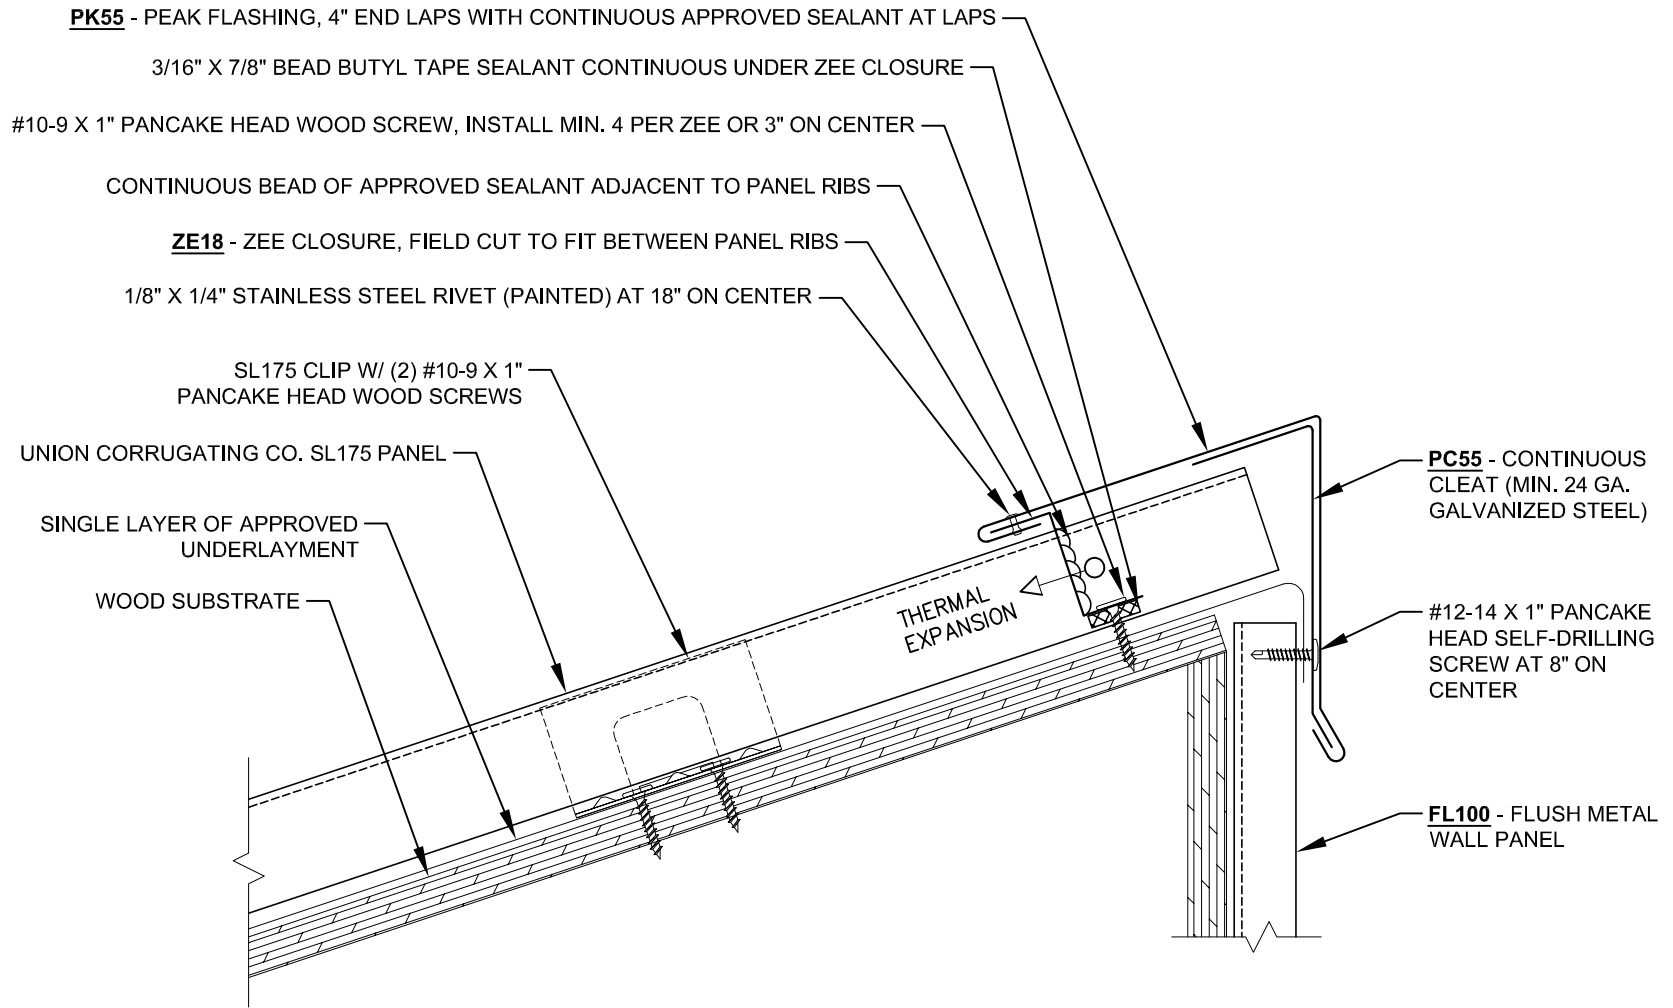 PK55 - PEAK FLASHING, 4" END LAPS WITH CONTINUOUS APPROVED SEALANT AT LAPS
3/16" X 7/8" BEAD BUTYL TAPE SEALANT CONTINUOUS UNDER ZEE CLOSURE
#10-9 X 1" PANCAKE HEAD WOOD SCREW, INSTALL MIN. 4 PER ZEE OR 3" ON CENTER
CONTINUOUS BEAD OF APPROVED SEALANT ADJACENT TO PANEL RIBS
ZE18 - ZEE CLOSURE, FIELD CUT TO FIT BETWEEN PANEL RIBS
1/8" X 1/4" STAINLESS STEEL RIVET (PAINTED) AT 18" ON CENTER
SL175 CLIP W/ (2) #10-9 X 1"
PANCAKE HEAD WOOD SCREWS
UNION CORRUGATING CO. SL175 PANEL
SINGLE LAYER OF APPROVED
UNDERLAYMENT
WOOD SUBSTRATE
THERMAL
EXPANSION
PC55 - CONTINUOUS
CLEAT (MIN. 24 GA.
GALVANIZED STEEL)
#12-14 X 1" PANCAKE
HEAD SELF-DRILLING
SCREW AT 8" ON
CENTER
FL100 - FLUSH METAL
WALL PANEL